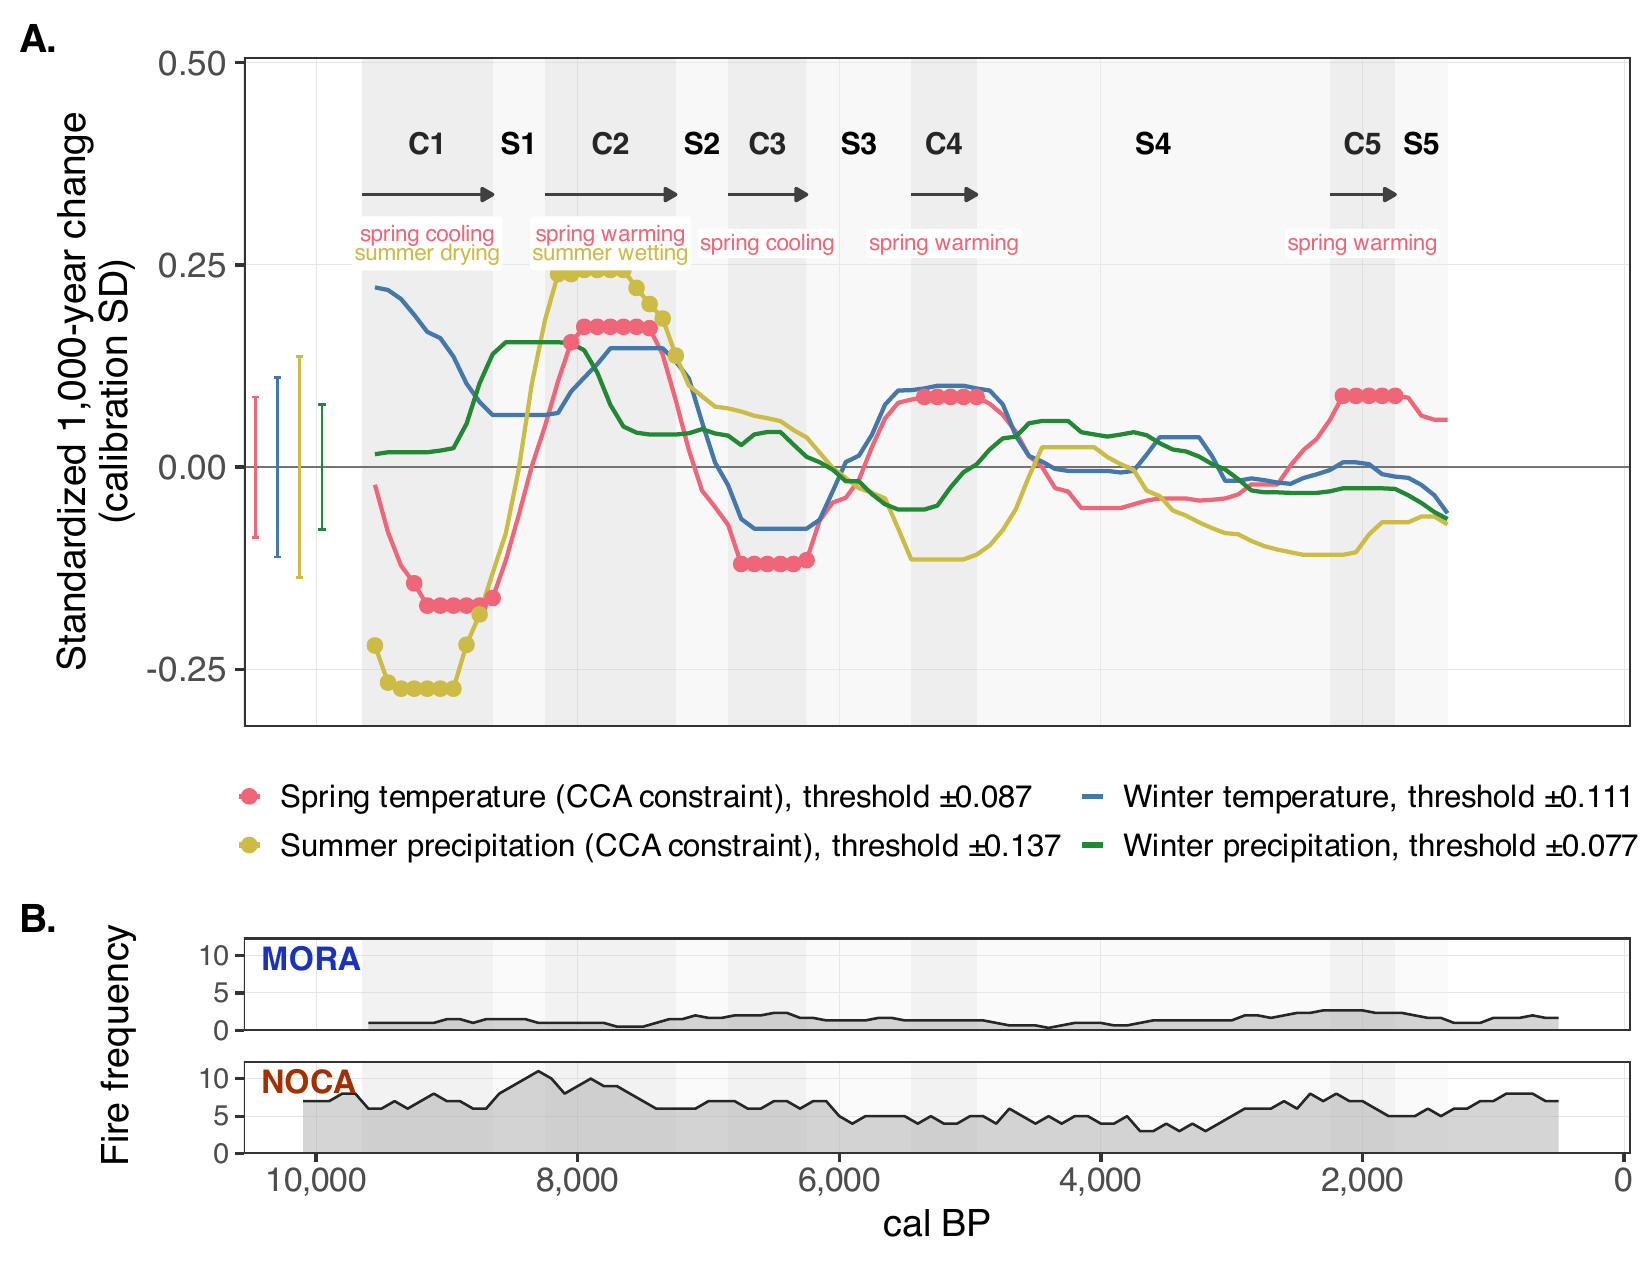 A.
Standardized 1,000-year change
(calibration SD)
0.50
0.25
0.00
-0.25
C1
S1
C2
S2
C3
S3
C4
S4
C5
S5
spring cooling
summer drying
spring warming
summer wetting
spring cooling
spring warming
spring warming
Spring temperature (CCA constraint), threshold ±0.087
Winter temperature, threshold ±0.111
Summer precipitation (CCA constraint), threshold ±0.137
Winter precipitation, threshold ±0.077
B.
Fire frequency
MORA
10
5
0
NOCA
10
5
0
10,000
8,000
6,000
4,000
2,000
0
cal BP